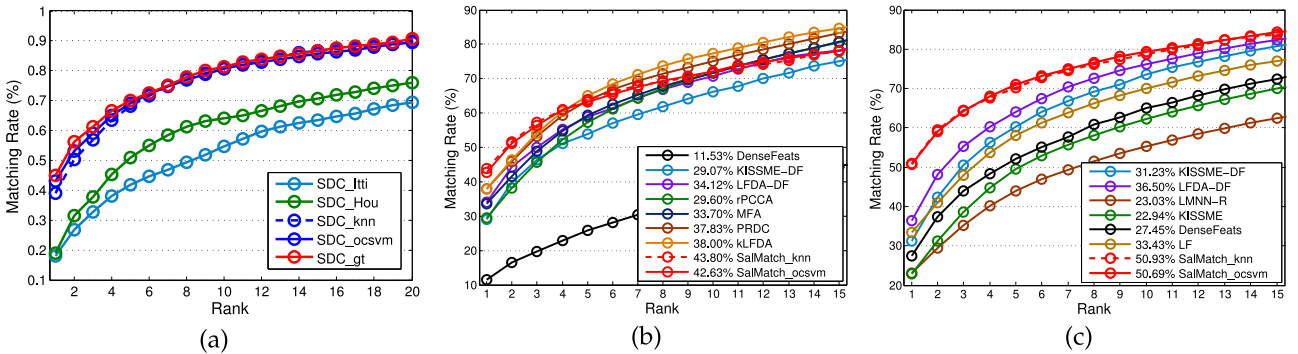 Matching Rate (%)
1
0.9
0.8
0.7
0.6
0.5
0.4
0.3
0.2
0.1
SDC_Itti
SDC_Hou
SDC_knn
SDC_ocsvm
SDC_gt
2 4 6 8 10 12 14 16 18 20
Rank
(a)
Matching Rate (%)
90
80
70
60
50
40
30
20
10
11.53% DenseFeats
29.07% KISSME-DF
34.12% LFDA-DF
29.60% rPCCA
33.70% MFA
37.83% PRDC
38.00% kLFDA
43.80% SalMatch_knn
42.63% SalMatch_ocsvm
1 2 3 4 5 6 7 8 9 10 11 12 13 14 15
Rank
(b)
Matching Rate (%)
90
80
70
60
50
40
30
20
31.23% KISSME-DF
36.50% LFDA-DF
23.03% LMNN-R
22.94% KISSME
27.45% DenseFeats
33.43% LF
50.93% SalMatch_knn
50.69% SalMatch_ocsvm
1 2 3 4 5 6 7 8 9 10 11 12 13 14 15
Rank
(c)